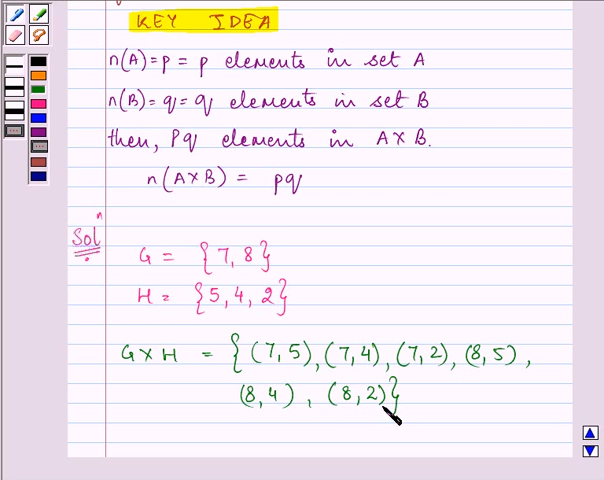 KEY IDEA
n(A)=p = p elements in set A
n(B)=q = q elements in set B
then, Pq elements in A×B.
n(A×B) = pq
Solⁿ
G = {7, 8}
H = {5, 4, 2}
G×H = {(7,5), (7,4), (7,2), (8,5),
(8,4), (8,2)}